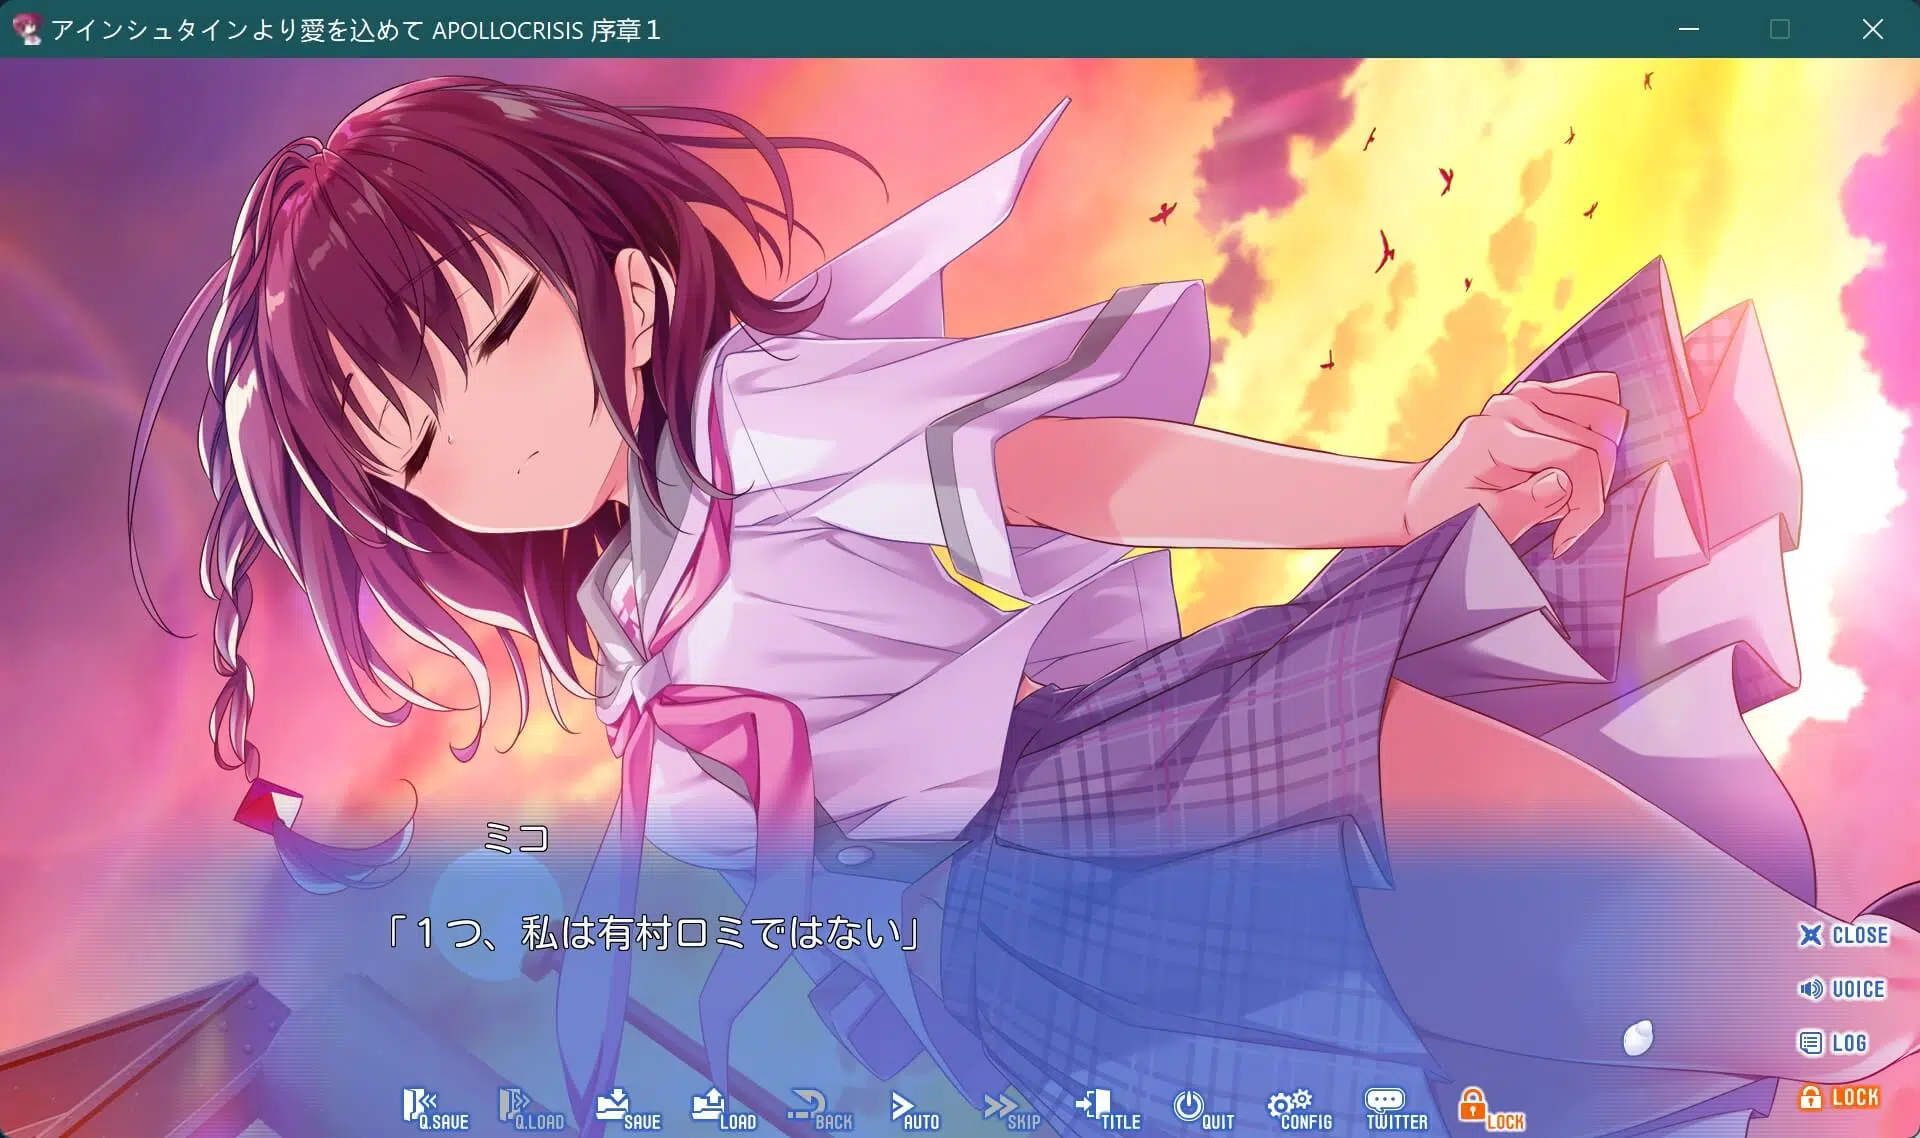 アインシュタインより愛を込めて APOLLOCRISIS 序章１
ミコ
「１つ、私は有村ロミではない」
CLOSE
VOICE
LOG
LOCK
Q.SAVE
Q.LOAD
SAVE
LOAD
BACK
AUTO
SKIP
TITLE
QUIT
CONFIG
TWITTER
LOCK